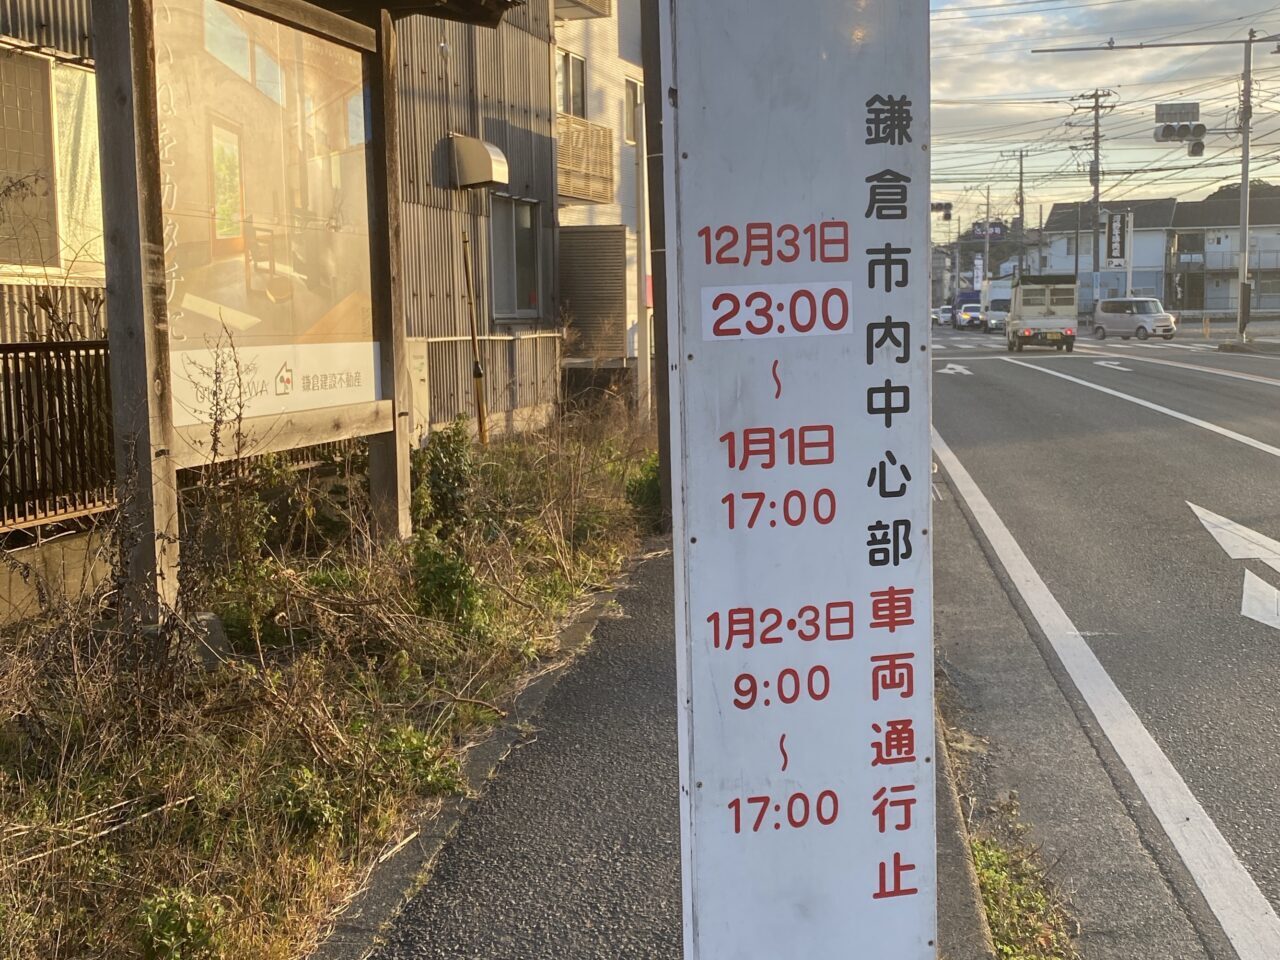 鎌倉市内中心部車両通行止
12月31日
23:00
〜
1月1日
17:00
1月2・3日
9:00
〜
17:00
鎌倉建設不動産